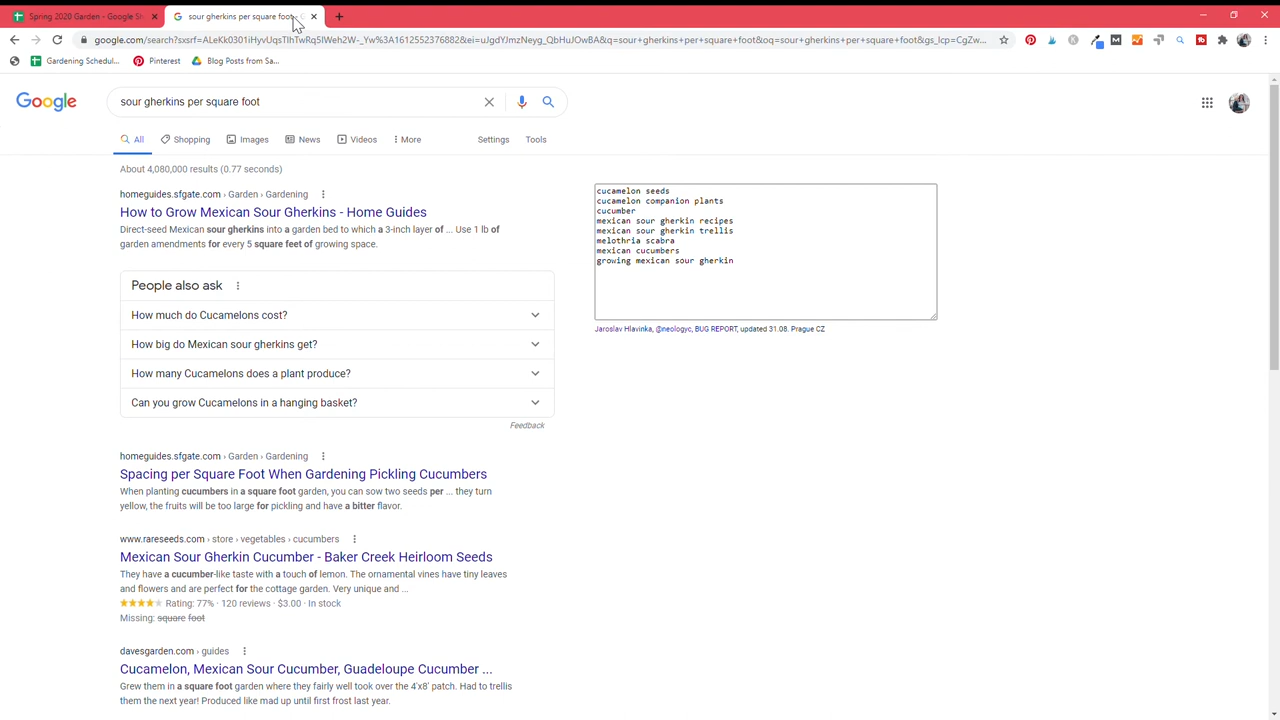 Spring 2020 Garden - Google Sh
sour gherkins per square foot - G
google.com/search?sxsrf=ALeKk0301iHyvUqsTlhTwRq5lWeh2W-_Yw%3A1612552376882&ei=uJgdYJmzNeyg_QbHuJOwBA&q=sour+gherkins+per+square+foot&oq=sour+gherkins+per+square+foot&gs_lcp=CgZw...
Gardening Schedul...
Pinterest
Blog Posts from Sa...
Google
sour gherkins per square foot
All
Shopping
Images
News
Videos
More
Settings
Tools
About 4,080,000 results (0.77 seconds)
homeguides.sfgate.com › Garden › Gardening
How to Grow Mexican Sour Gherkins - Home Guides
Direct-seed Mexican sour gherkins into a garden bed to which a 3-inch layer of ... Use 1 lb of
garden amendments for every 5 square feet of growing space.
People also ask
How much do Cucamelons cost?
How big do Mexican sour gherkins get?
How many Cucamelons does a plant produce?
Can you grow Cucamelons in a hanging basket?
Feedback
homeguides.sfgate.com › Garden › Gardening
Spacing per Square Foot When Gardening Pickling Cucumbers
When planting cucumbers in a square foot garden, you can sow two seeds per ... they turn
yellow, the fruits will be too large for pickling and have a bitter flavor.
www.rareseeds.com › store › vegetables › cucumbers
Mexican Sour Gherkin Cucumber - Baker Creek Heirloom Seeds
They have a cucumber-like taste with a touch of lemon. The ornamental vines have tiny leaves
and flowers and are perfect for the cottage garden. Very unique and ...
Rating: 77% · 120 reviews · $3.00 · In stock
Missing: square foot
davesgarden.com › guides
Cucamelon, Mexican Sour Cucumber, Guadeloupe Cucumber ...
Grew them in a square foot garden where they fairly well took over the 4'x8' patch. Had to trellis
them the next year! Produced like mad up until first frost last year.
cucamelon seeds
cucamelon companion plants
cucumber
mexican sour gherkin recipes
mexican sour gherkin trellis
melothria scabra
mexican cucumbers
growing mexican sour gherkin
Jaroslav Hlavinka, @neologyc, BUG REPORT, updated 31.08. Prague CZ